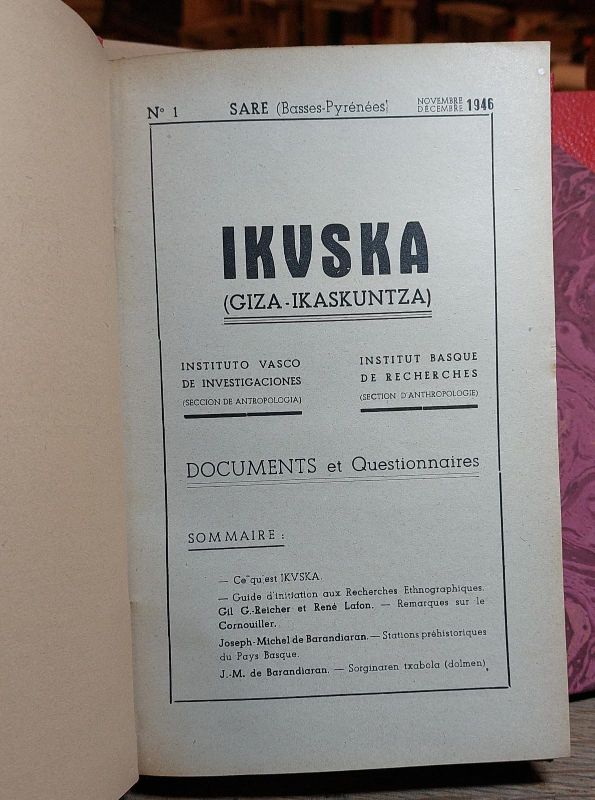 N° 1 SARE (Basses-Pyrénées) NOVEMBRE DÉCEMBRE 1946
IKVSKA
(GIZA-IKASKUNTZA)
INSTITUTO VASCO
DE INVESTIGACIONES
(SECCION DE ANTROPOLOGIA)
INSTITUT BASQUE
DE RECHERCHES
(SECTION D'ANTHROPOLOGIE)
DOCUMENTS et Questionnaires
SOMMAIRE :
— Ce qu'est IKVSKA.
— Guide d'initiation aux Recherches Ethnographiques.
Gil G.-Reicher et René Lafon. — Remarques sur le
Cornouiller.
Joseph-Michel de Barandiaran. — Stations préhistoriques
du Pays Basque.
J.-M. de Barandiaran. — Sorginaren txabola (dolmen).